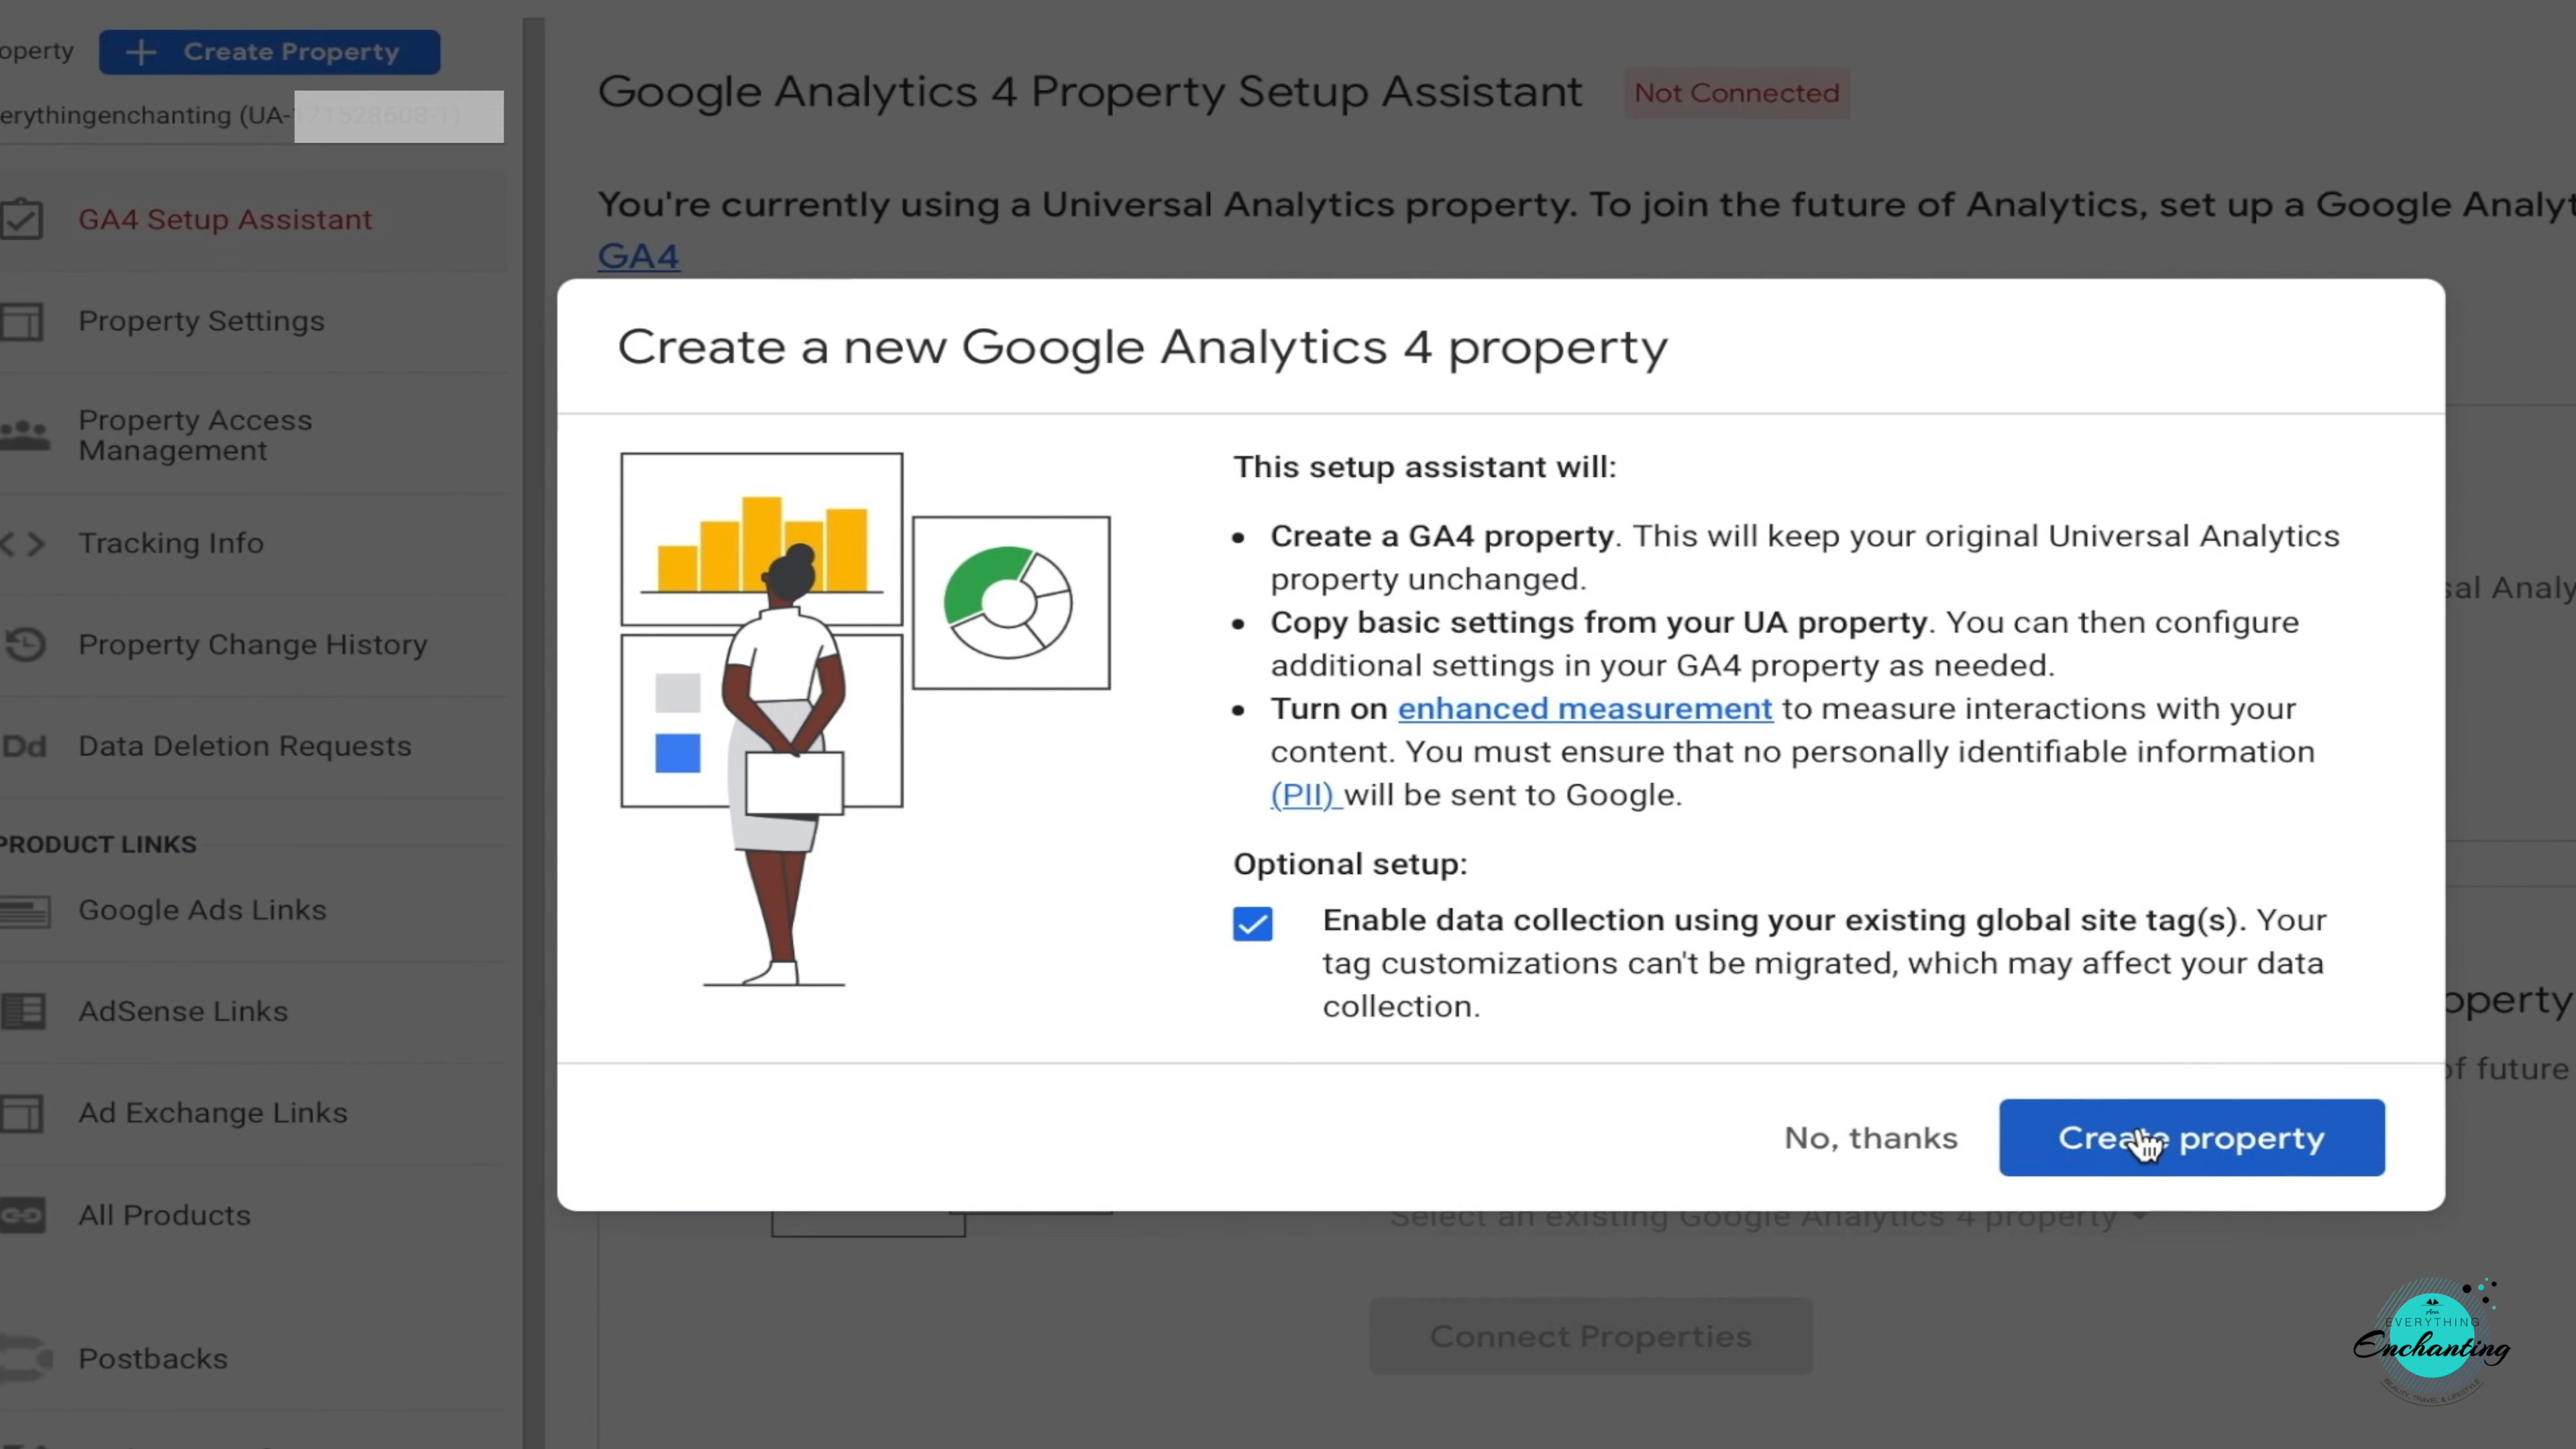 operty
Create Property
erythingenchanting (UA-
GA4 Setup Assistant
Property Settings
Property Access
Management
Tracking Info
Property Change History
Dd Data Deletion Requests
PRODUCT LINKS
Google Ads Links
AdSense Links
Ad Exchange Links
All Products
Postbacks
Google Analytics 4 Property Setup Assistant
Not Connected
You're currently using a Universal Analytics property. To join the future of Analytics, set up a Google Analyt
GA4
Create a new Google Analytics 4 property
This setup assistant will:
• Create a GA4 property. This will keep your original Universal Analytics
property unchanged.
• Copy basic settings from your UA property. You can then configure
additional settings in your GA4 property as needed.
• Turn on enhanced measurement to measure interactions with your
content. You must ensure that no personally identifiable information
(PII) will be sent to Google.
Optional setup:
Enable data collection using your existing global site tag(s). Your
tag customizations can't be migrated, which may affect your data
collection.
No, thanks
Create property
sal Analy
operty
of future
Select an existing Google Analytics 4 property
Connect Properties
EVERYTHING
Enchanting
BEAUTY, TRAVEL & LIFESTYLE